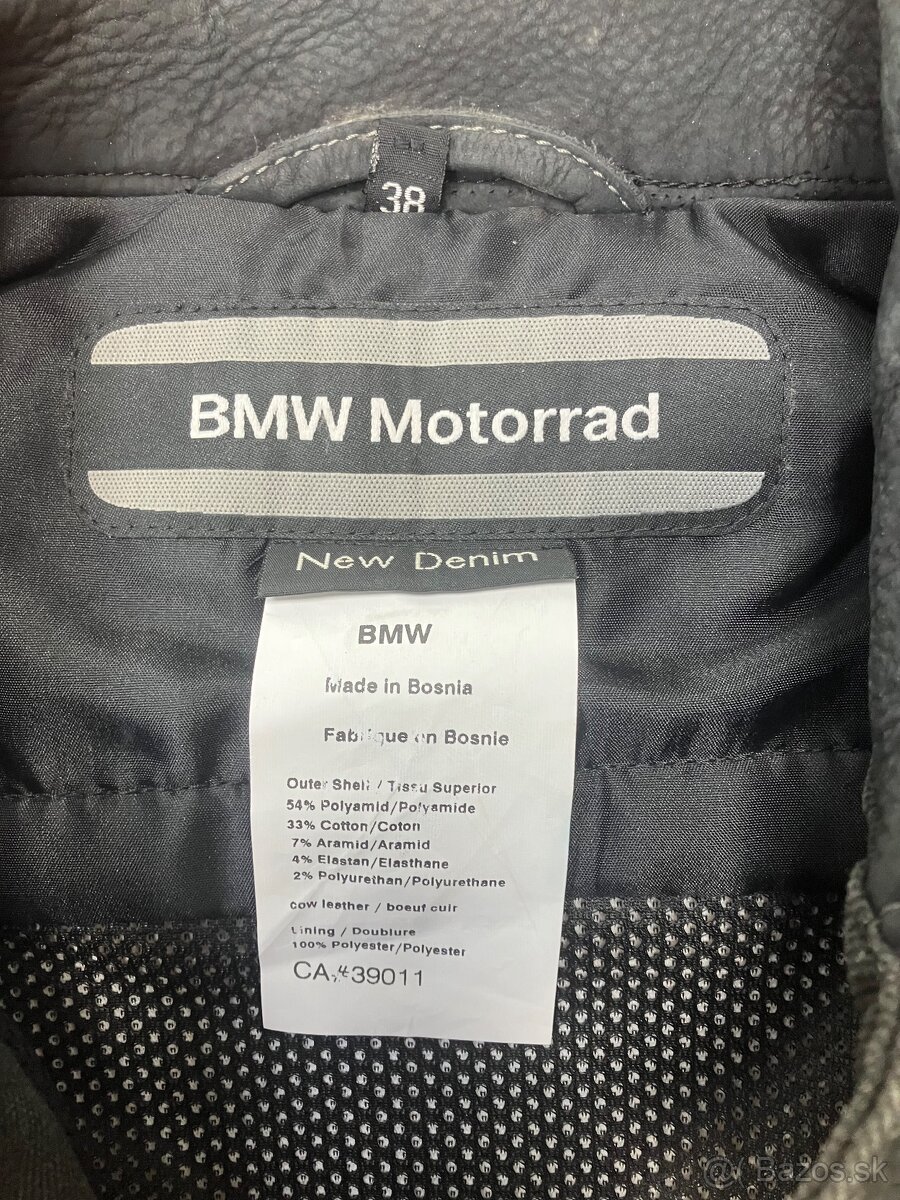 38
BMW Motorrad
New Denim
BMW
Made in Bosnia
Fabrique en Bosnie
Outer Shell / Tissu Superior
54% Polyamid/Polyamide
33% Cotton/Coton
7% Aramid/Aramid
4% Elastan/Elasthane
2% Polyurethan/Polyurethane
cow leather / boeuf cuir
Lining / Doublure
100% Polyester/Polyester
CA #39011
Bazos.sk